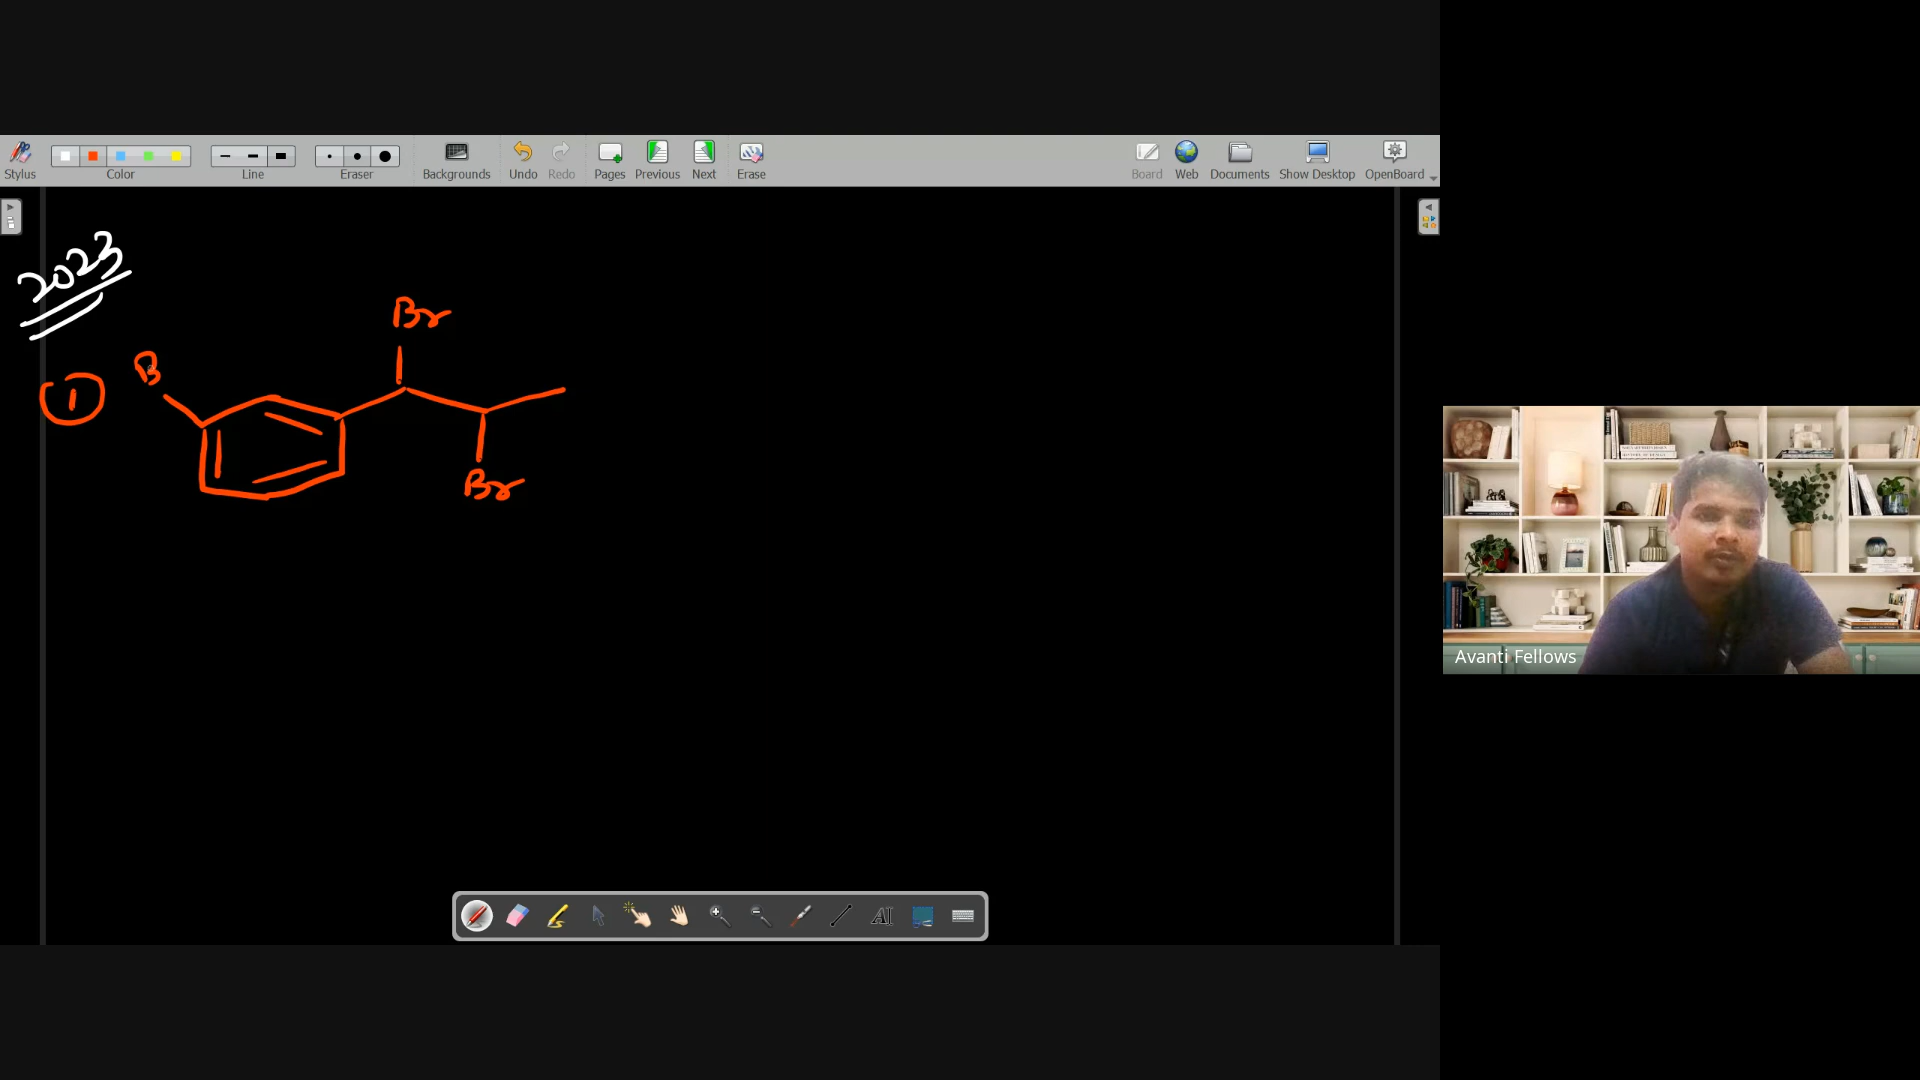 Stylus Color Line Eraser Backgrounds Undo Redo Pages Previous Next Erase Board Web Documents Show Desktop OpenBoard
2023
Br
1 B
Br
Avanti Fellows
AI